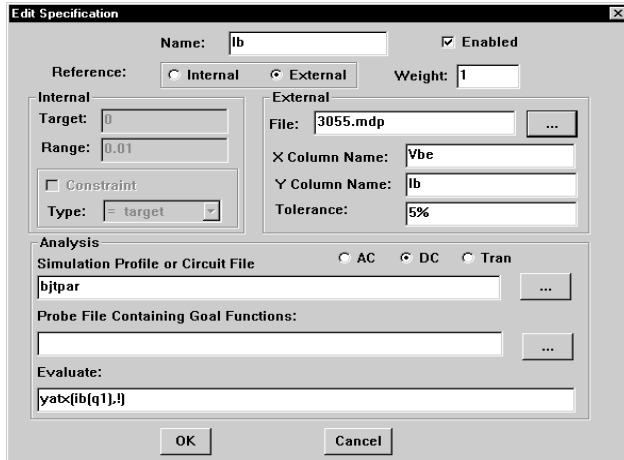 Edit Specification
Name: Ib
Enabled
Reference: Internal External
Weight: 1
Internal
Target: 0
Range: 0.01
Constraint
Type: = target
External
File: 3055.mdp ...
X Column Name: Vbe
Y Column Name: Ib
Tolerance: 5%
Analysis
Simulation Profile or Circuit File AC DC Tran
bjtpar ...
Probe File Containing Goal Functions:
...
Evaluate:
yatx(ib(q1),!)
OK Cancel